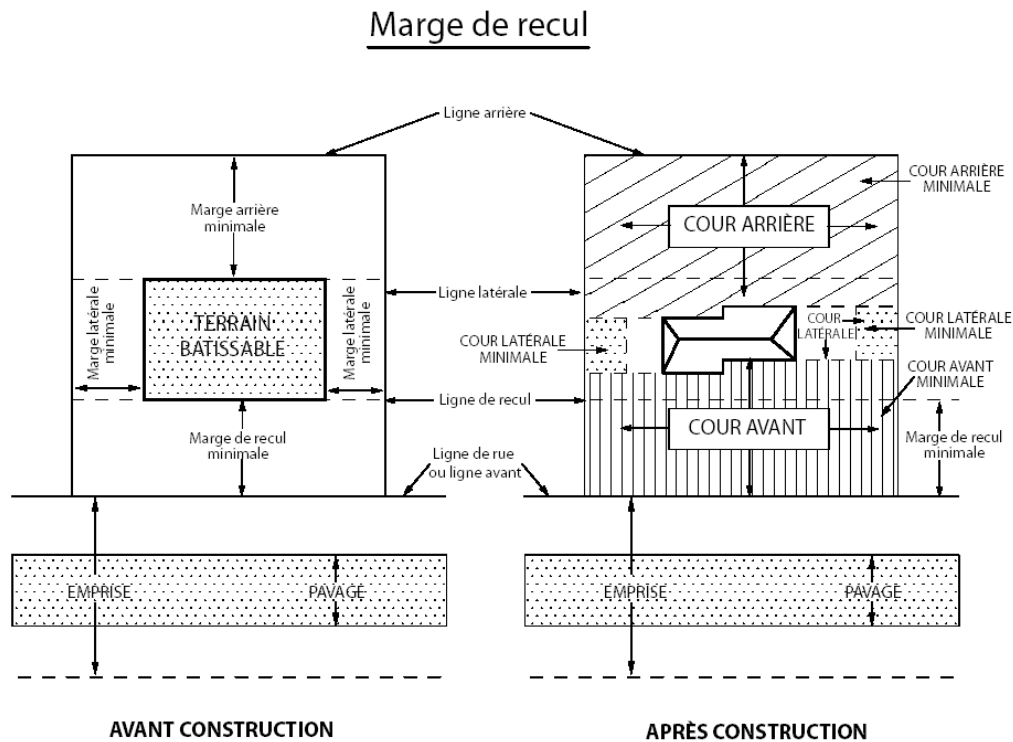 Marge de recul
Ligne arrière
Marge arrière
minimale
Marge latérale
minimale
TERRAIN
BÂTISSABLE
Marge latérale
minimale
Marge de recul
minimale
Ligne latérale
Ligne de recul
Ligne de rue
ou ligne avant
EMPRISE
PAVAGE
AVANT CONSTRUCTION
COUR ARRIÈRE
MINIMALE
COUR ARRIÈRE
COUR LATÉRALE
MINIMALE
COUR
LATÉRALE
COUR LATÉRALE
MINIMALE
COUR AVANT
MINIMALE
COUR AVANT
Marge de recul
minimale
EMPRISE
PAVAGE
APRÈS CONSTRUCTION